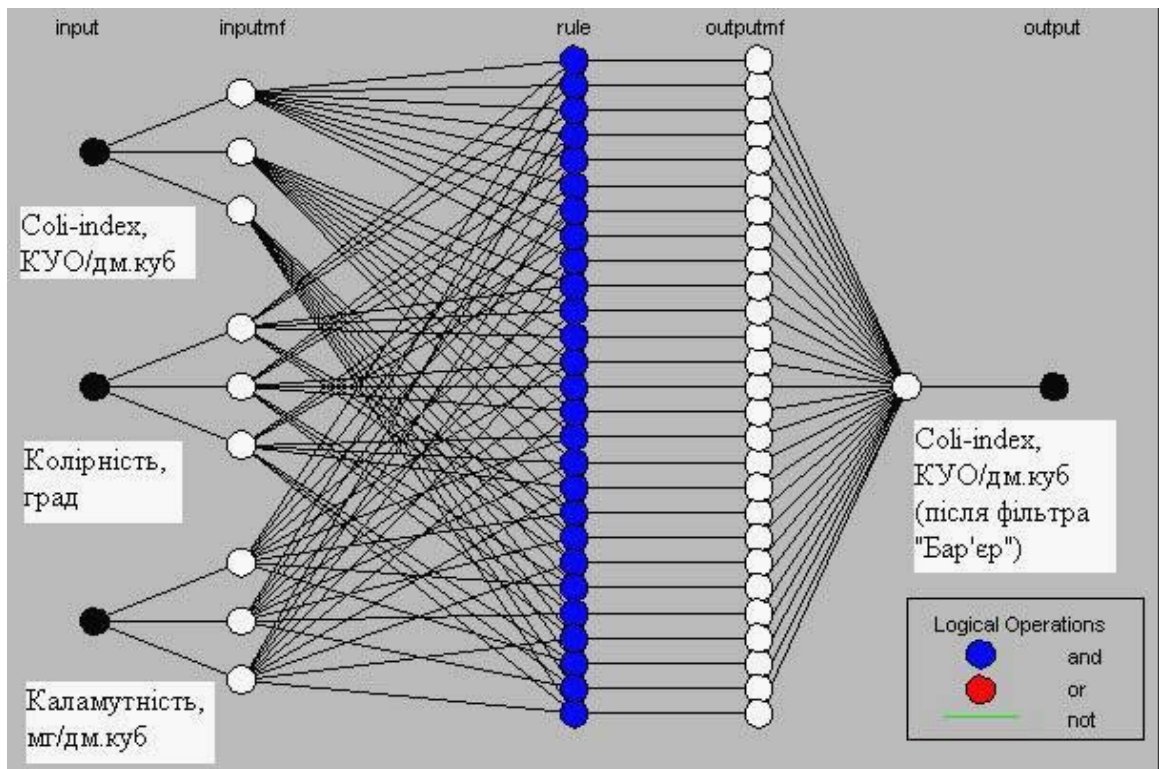 input inputmf rule outputmf output
Coli-index,
КУО/дм.куб
Колірність,
град
Каламутність,
мг/дм.куб
Coli-index,
КУО/дм.куб
(після фільтра
"Бар'єр")
Logical Operations
and
or
not